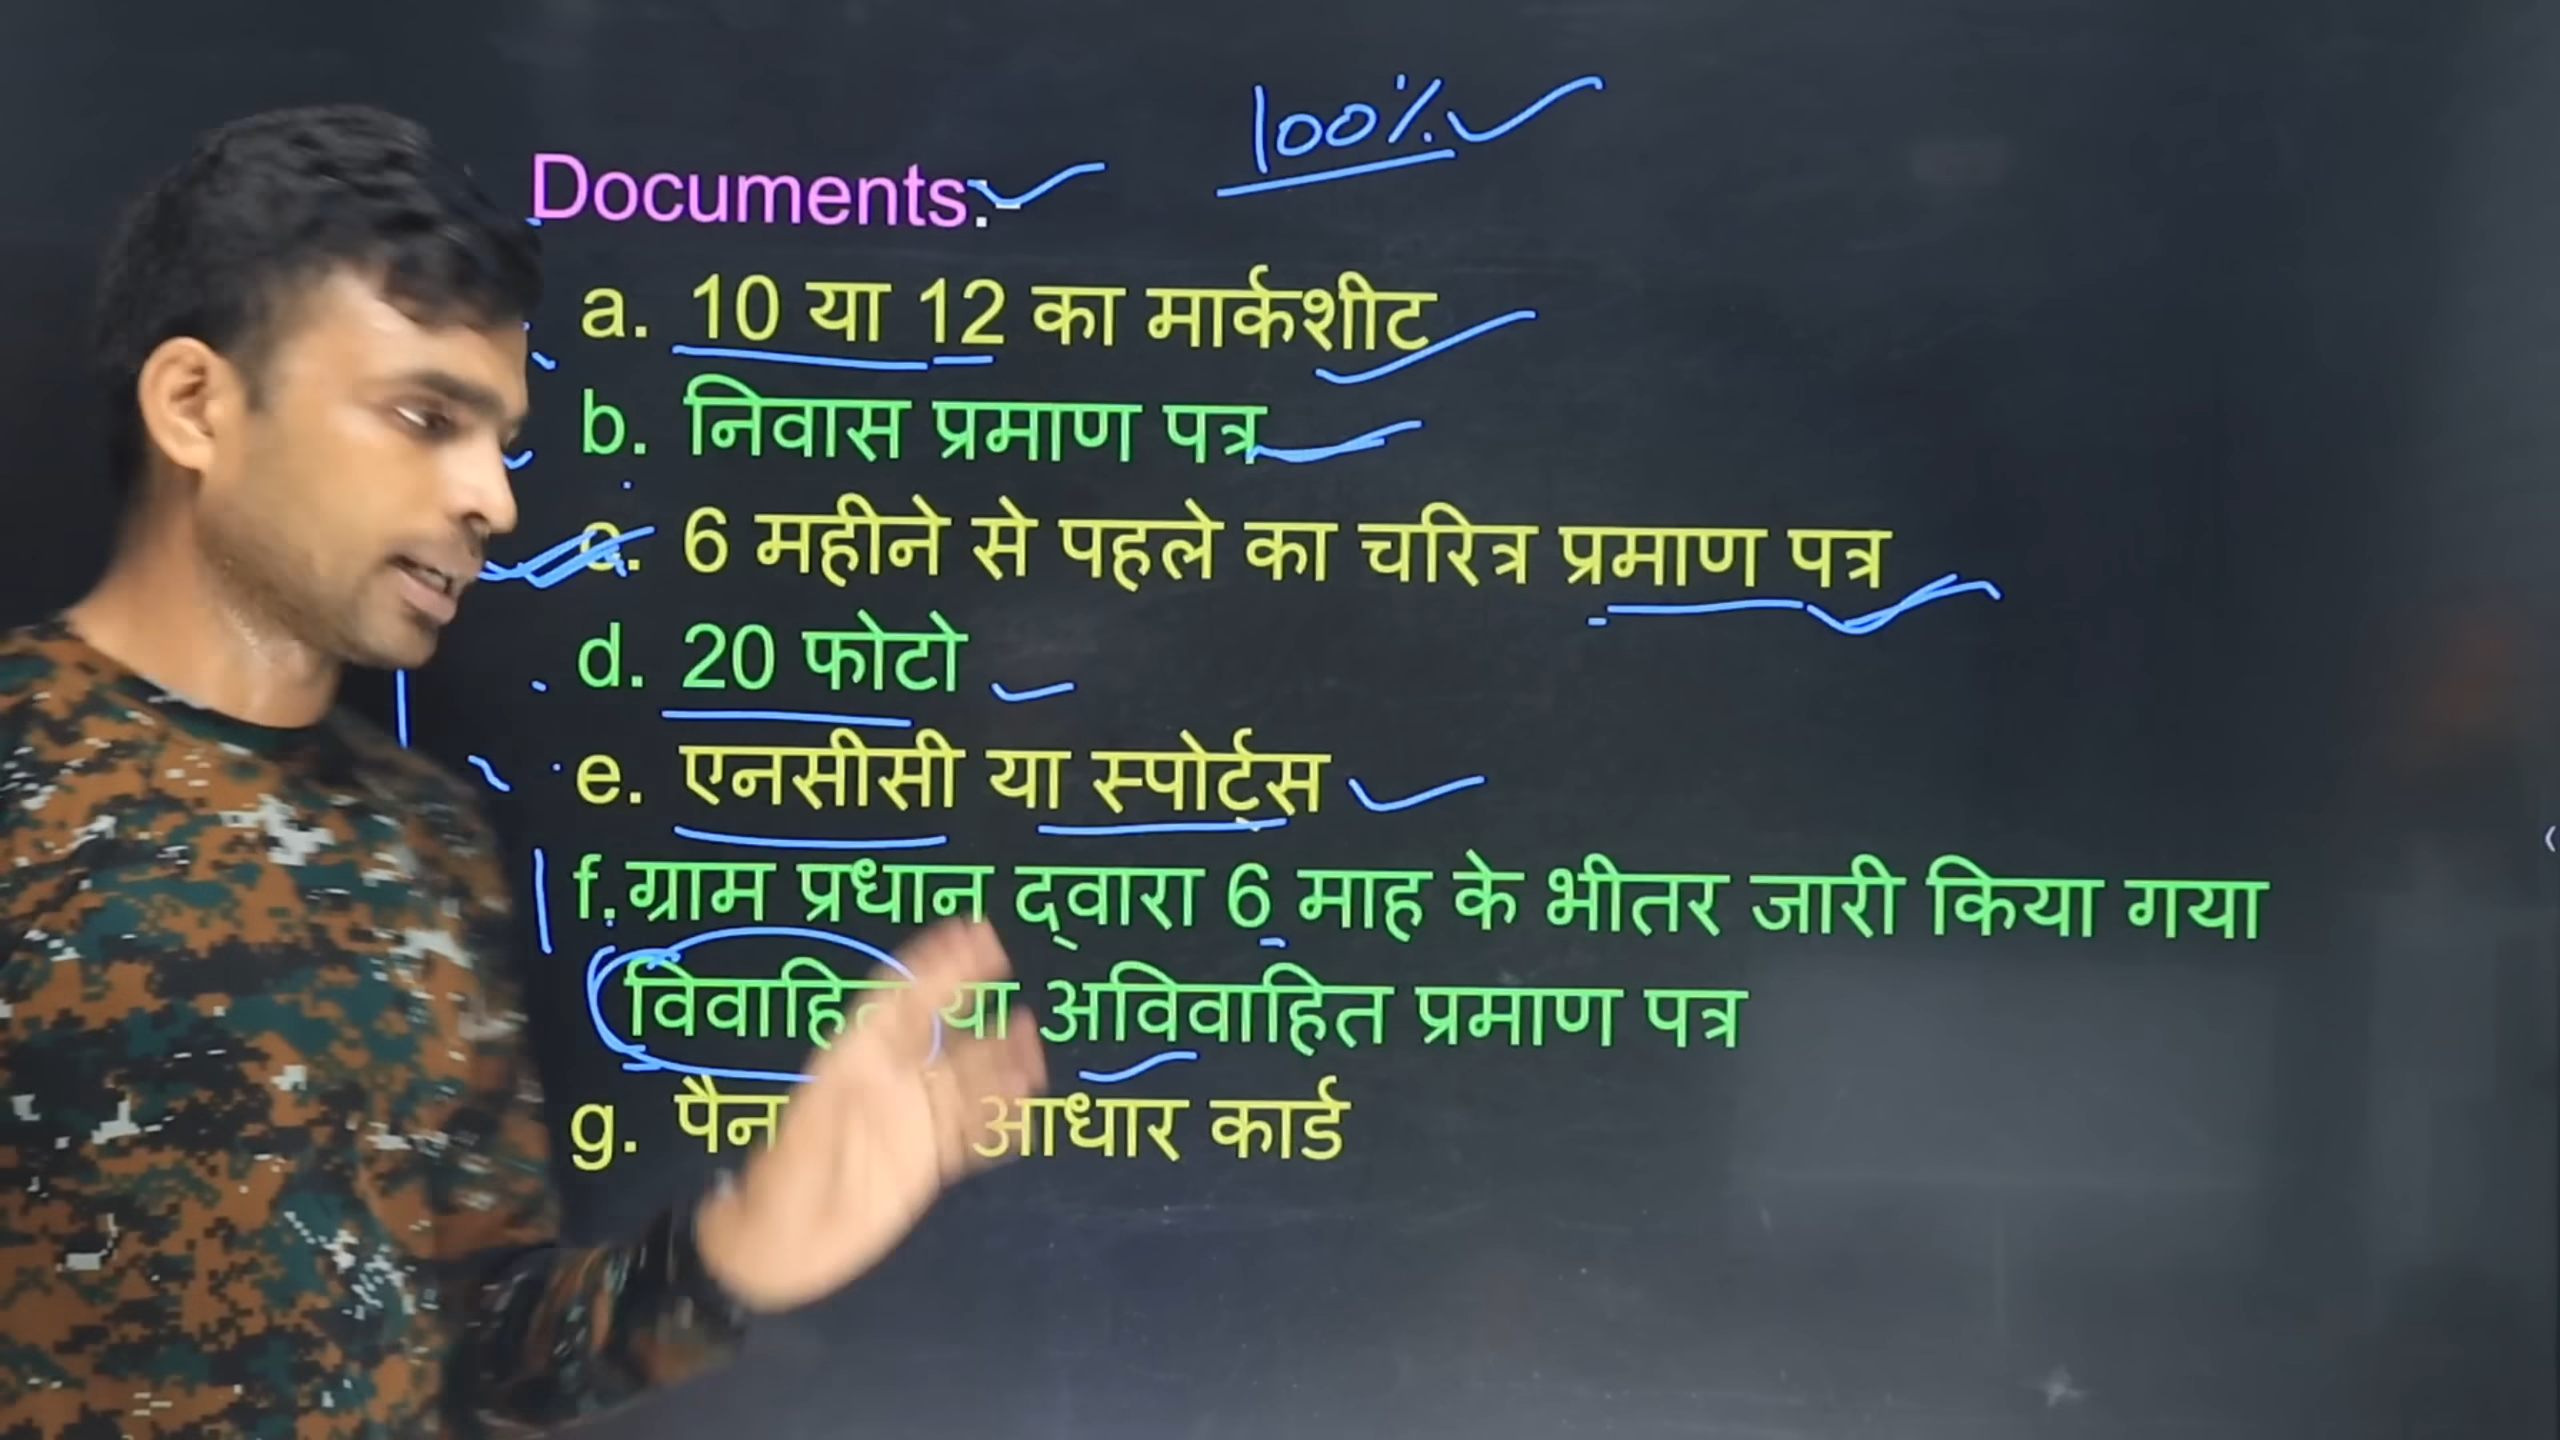 100%
Documents:-
a. 10 या 12 का मार्कशीट
b. निवास प्रमाण पत्र
c. 6 महीने से पहले का चरित्र प्रमाण पत्र
d. 20 फोटो
e. एनसीसी या स्पोर्ट्स
f. ग्राम प्रधान द्वारा 6 माह के भीतर जारी किया गया
विवाहित या अविवाहित प्रमाण पत्र
g. पैन आधार कार्ड